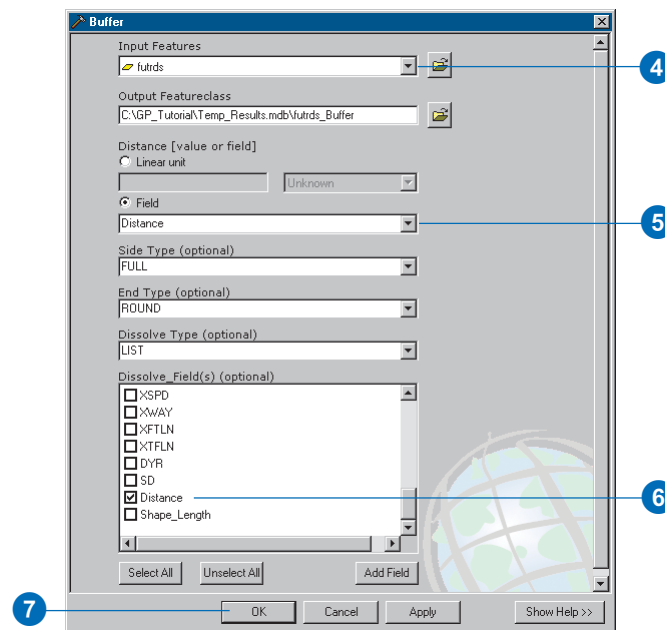 Buffer
Input Features
futrds
4
Output Featureclass
C:\GP_Tutorial\Temp_Results.mdb\futrds_Buffer
Distance [value or field]
Linear unit
Unknown
Field
Distance
5
Side Type (optional)
FULL
End Type (optional)
ROUND
Dissolve Type (optional)
LIST
Dissolve_Field(s) (optional)
XSPD
XWAY
XFTLN
XTFLN
DYR
SD
Distance
6
Shape_Length
Select All Unselect All Add Field
7
OK Cancel Apply Show Help >>